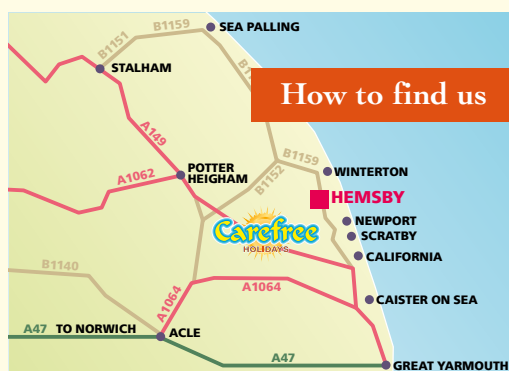 B1159
SEA PALLING
B1151
STALHAM
How to find us
A149
B1159
A1062
POTTER
HEIGHAM
B1152
WINTERTON
HEMSBY
NEWPORT
SCRATBY
Carefree
HOLIDAYS
CALIFORNIA
B1140
A1064
A1064
CAISTER ON SEA
A47
TO NORWICH
ACLE
A47
GREAT YARMOUTH